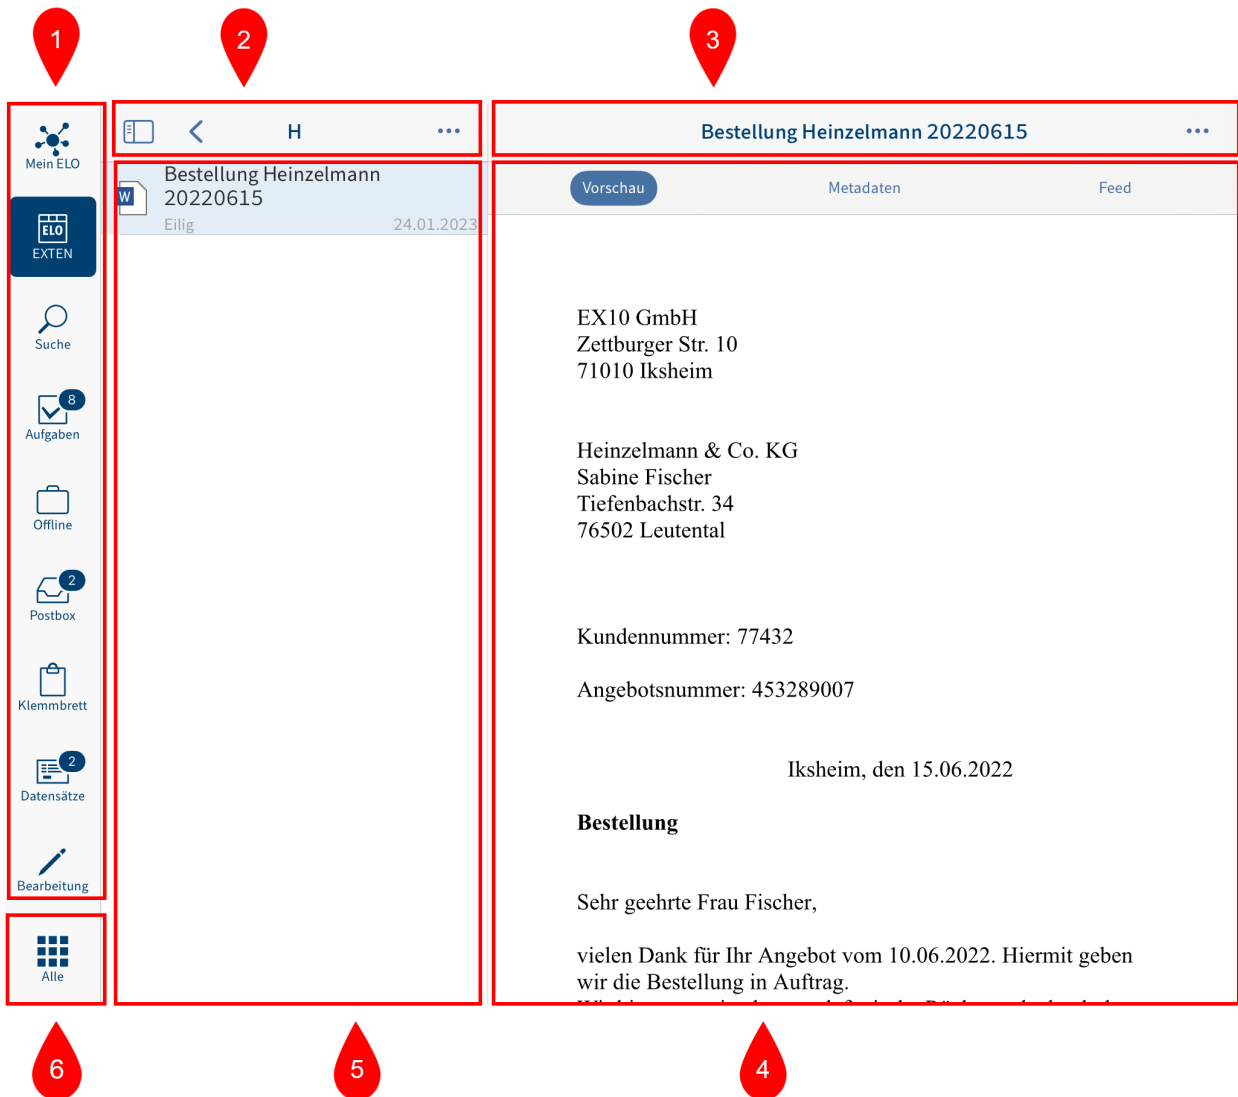 1
2
3
Mein ELO
ELO
EXTEN
Suche
8
Aufgaben
Offline
2
Postbox
Klemmbrett
2
Datensätze
Bearbeitung
Alle
H
Bestellung Heinzelmann
20220615
W
Eilig 24.01.2023
Bestellung Heinzelmann 20220615
Vorschau Metadaten Feed
EX10 GmbH
Zettburger Str. 10
71010 Iksheim
Heinzelmann & Co. KG
Sabine Fischer
Tiefenbachstr. 34
76502 Leutental
Kundennummer: 77432
Angebotsnummer: 453289007
Iksheim, den 15.06.2022
Bestellung
Sehr geehrte Frau Fischer,
vielen Dank für Ihr Angebot vom 10.06.2022. Hiermit geben
wir die Bestellung in Auftrag.
6
5
4